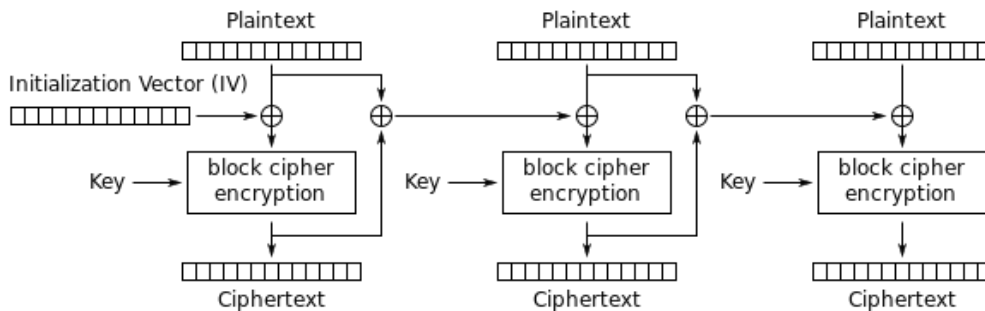 Plaintext Plaintext Plaintext
Initialization Vector (IV)
Key block cipher encryption Key block cipher encryption Key block cipher encryption
Ciphertext Ciphertext Ciphertext